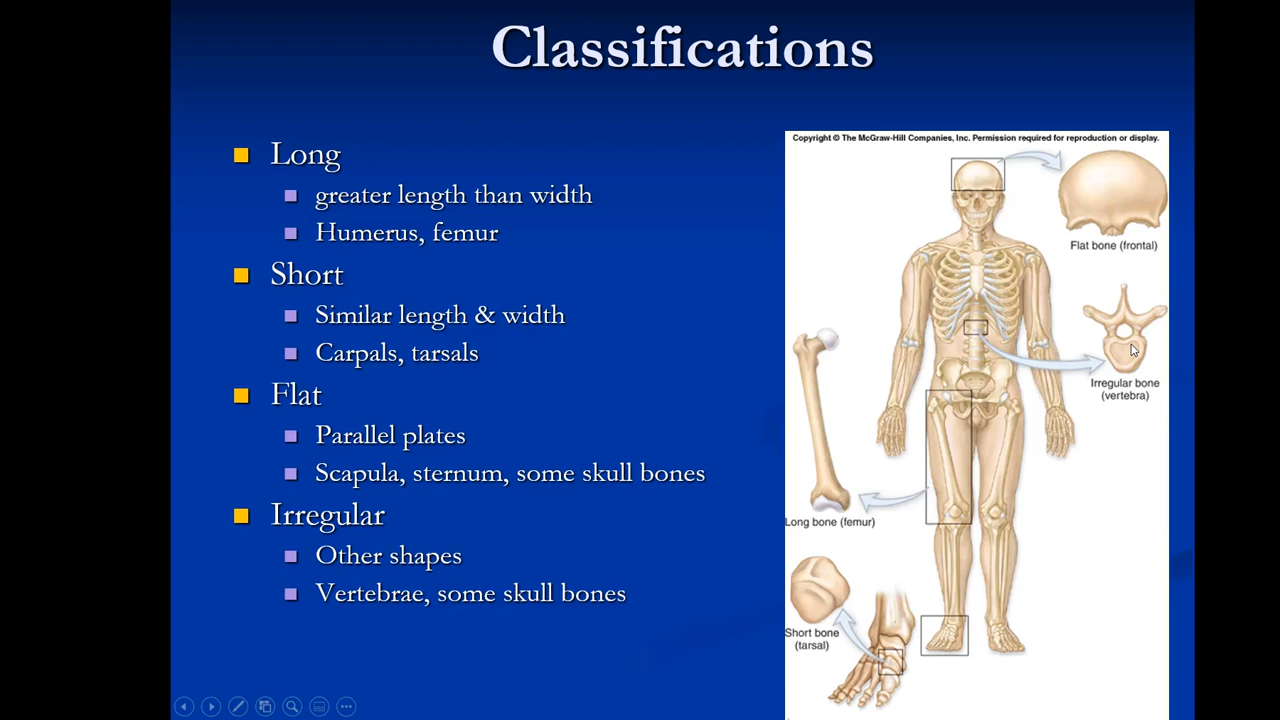 Classifications
Long
greater length than width
Humerus, femur
Short
Similar length & width
Carpals, tarsals
Flat
Parallel plates
Scapula, sternum, some skull bones
Irregular
Other shapes
Vertebrae, some skull bones
Copyright © The McGraw-Hill Companies, Inc. Permission required for reproduction or display.
Flat bone (frontal)
Irregular bone
(vertebra)
Long bone (femur)
Short bone
(tarsal)